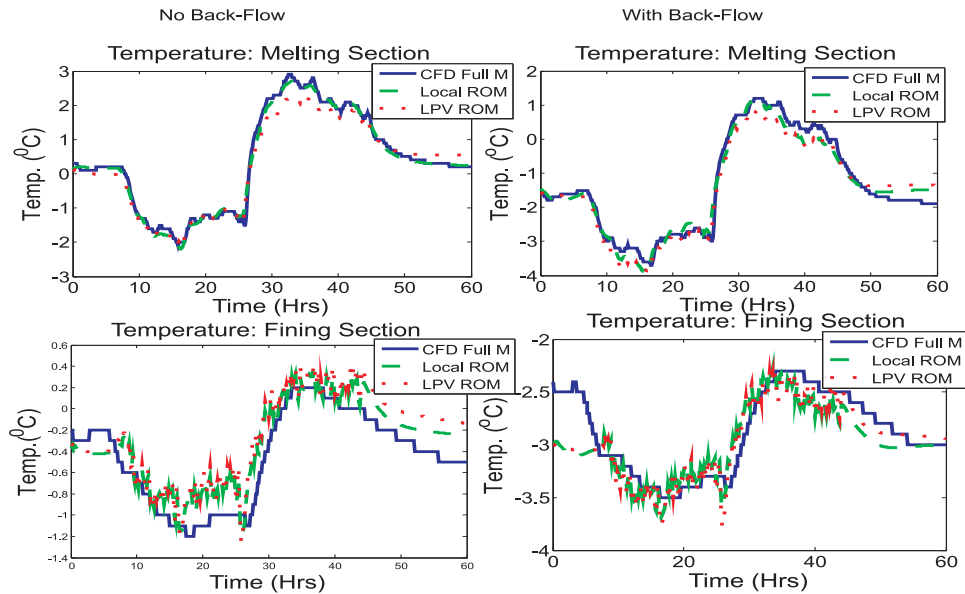 No Back-Flow
With Back-Flow
Temperature: Melting Section
3
2
1
0
-1
-2
-3
0 10 20 30 40 50 60
Temp. (⁰C)
Time (Hrs)
CFD Full M
Local ROM
LPV ROM
Temperature: Melting Section
2
1
0
-1
-2
-3
-4
0 10 20 30 40 50 60
Temp. (⁰C)
Time (Hrs)
CFD Full M
Local ROM
LPV ROM
Temperature: Fining Section
0.6
0.4
0.2
0
-0.2
-0.4
-0.6
-0.8
-1
-1.2
-1.4
0 10 20 30 40 50 60
Temp.(⁰C)
Time (Hrs)
CFD Full M
Local ROM
LPV ROM
Temperature: Fining Section
-2
-2.5
-3
-3.5
-4
0 20 40 60
Temp. (⁰C)
Time (Hrs)
CFD Full M
Local ROM
LPV ROM